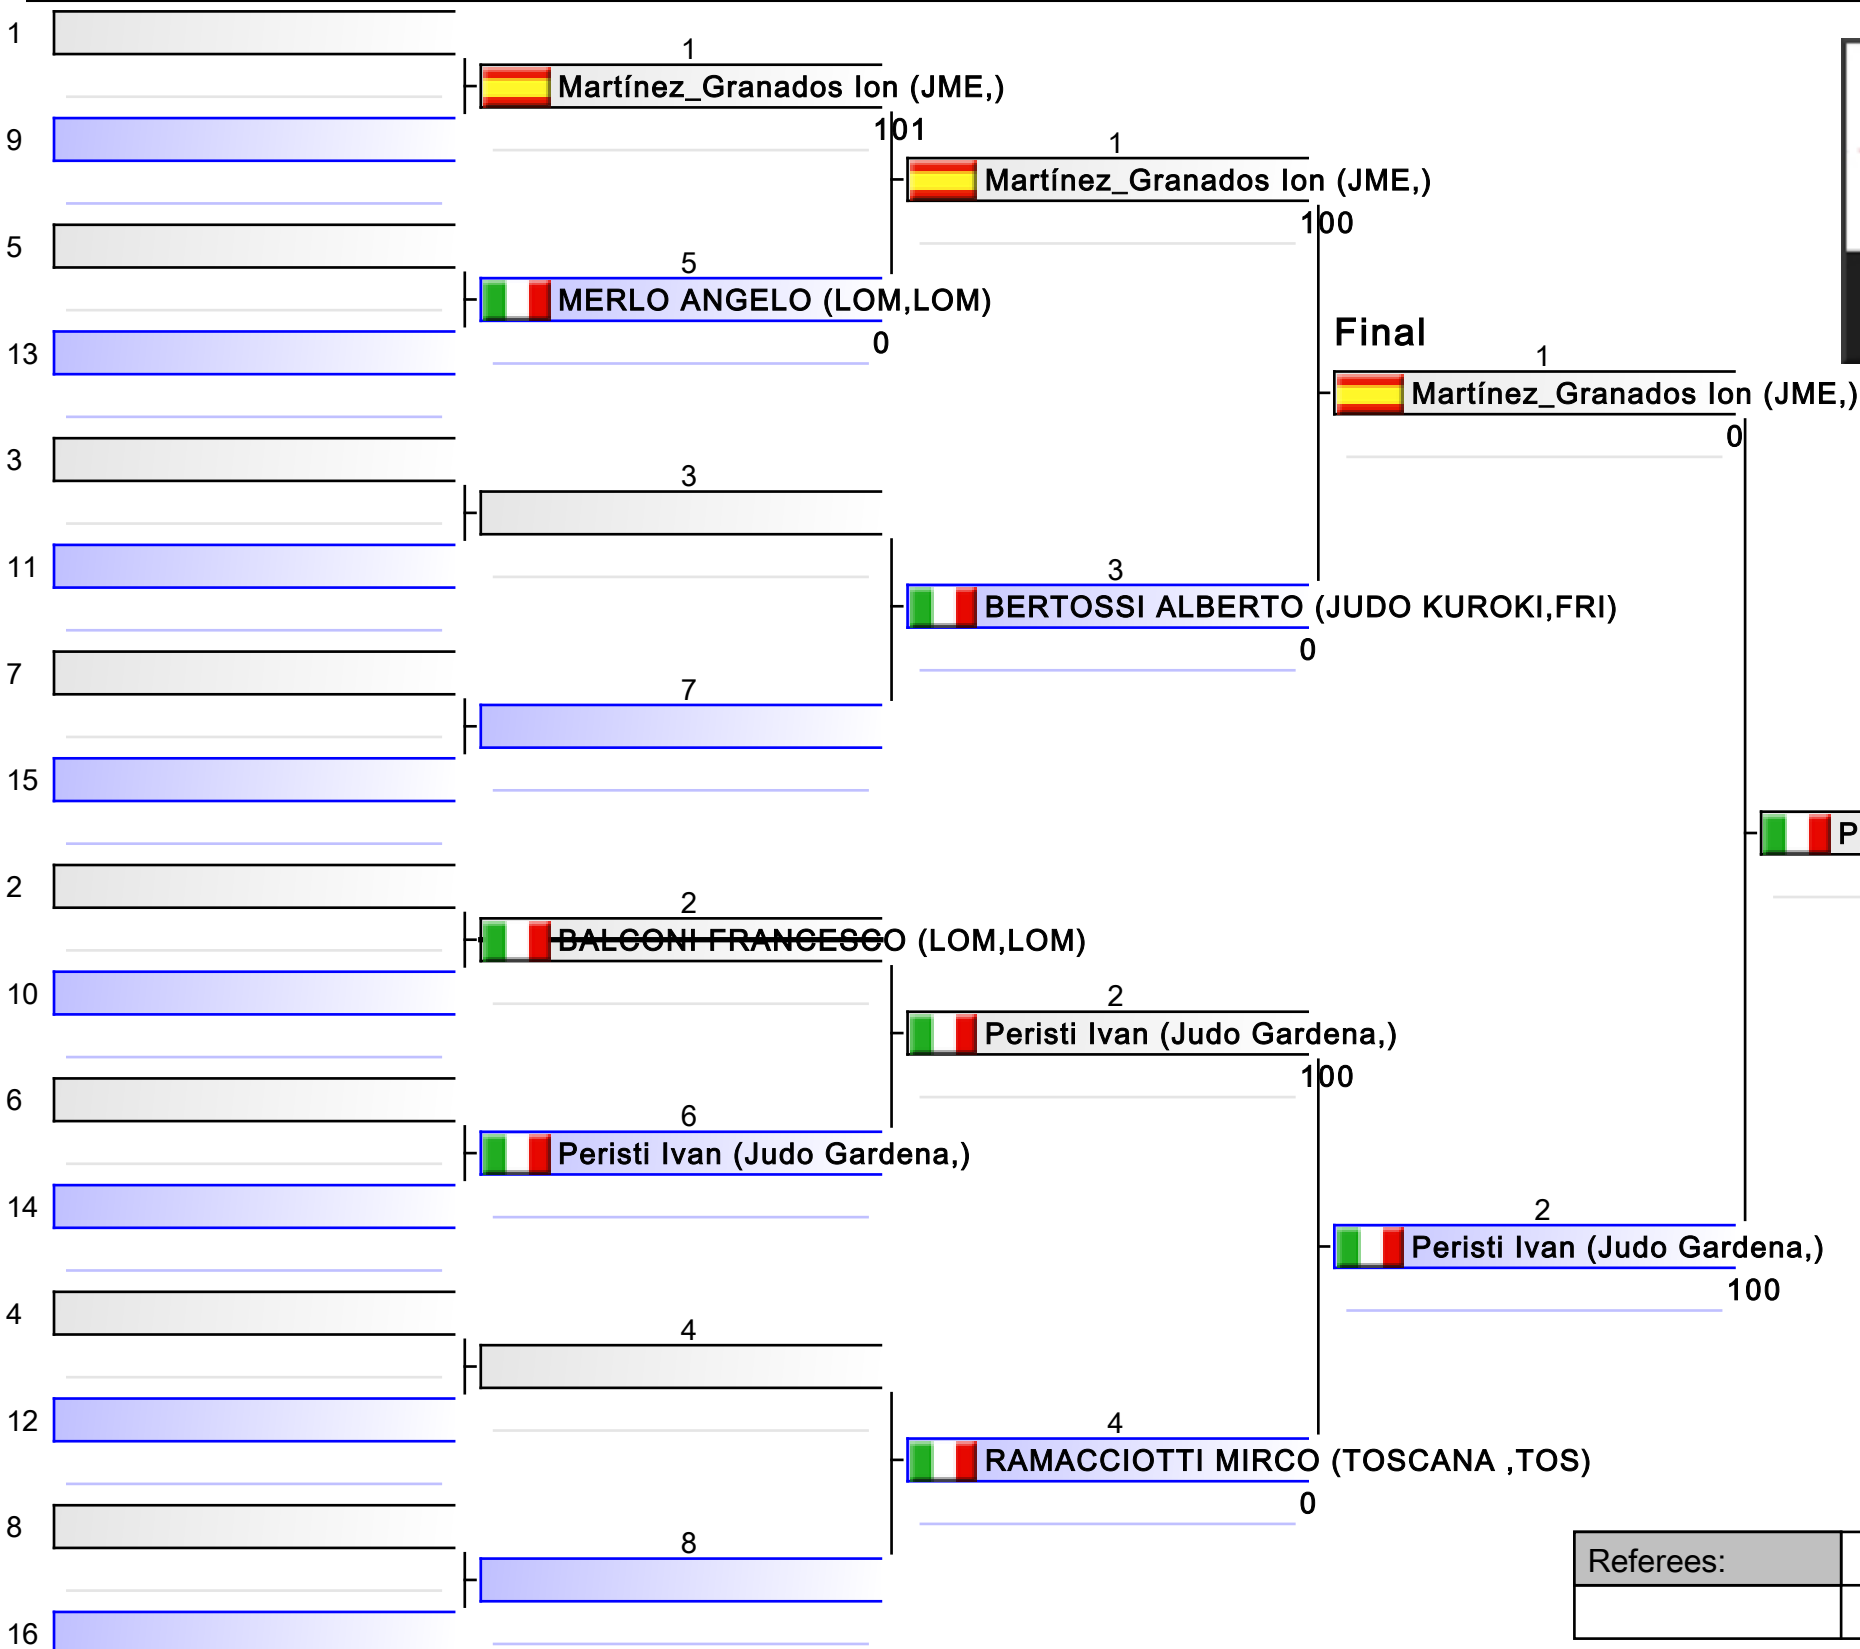 1
1
Martínez_Granados Ion (JME,)
101
9
1
Martínez_Granados Ion (JME,)
100
5
5
MERLO ANGELO (LOM,LOM)
0
13
Final
1
Martínez_Granados Ion (JME,)
0
3
3
11
3
BERTOSSI ALBERTO (JUDO KUROKI,FRI)
0
7
7
15
P
2
2
BALCONI FRANCESCO (LOM,LOM)
10
2
Peristi Ivan (Judo Gardena,)
100
6
6
Peristi Ivan (Judo Gardena,)
14
2
Peristi Ivan (Judo Gardena,)
100
4
4
12
4
RAMACCIOTTI MIRCO (TOSCANA ,TOS)
0
8
8
Referees:
16